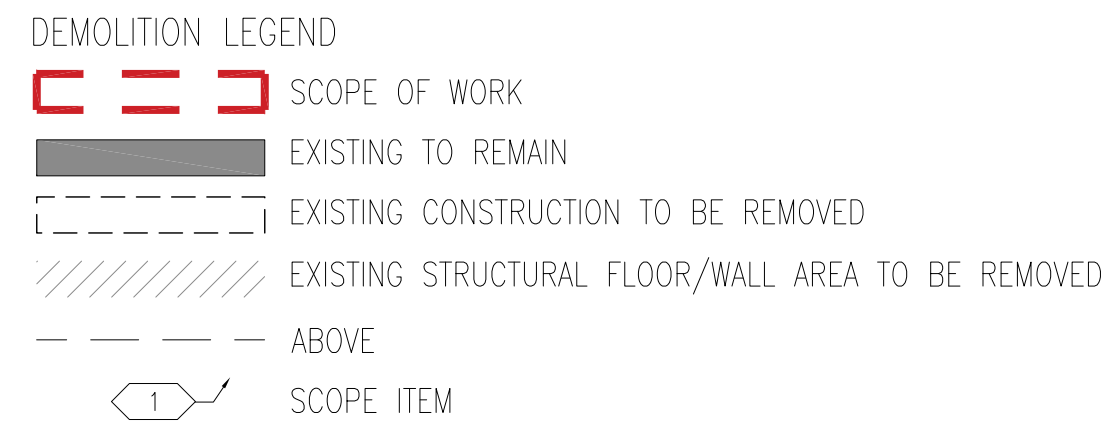 DEMOLITION LEGEND
SCOPE OF WORK
EXISTING TO REMAIN
EXISTING CONSTRUCTION TO BE REMOVED
EXISTING STRUCTURAL FLOOR/WALL AREA TO BE REMOVED
ABOVE
1 SCOPE ITEM